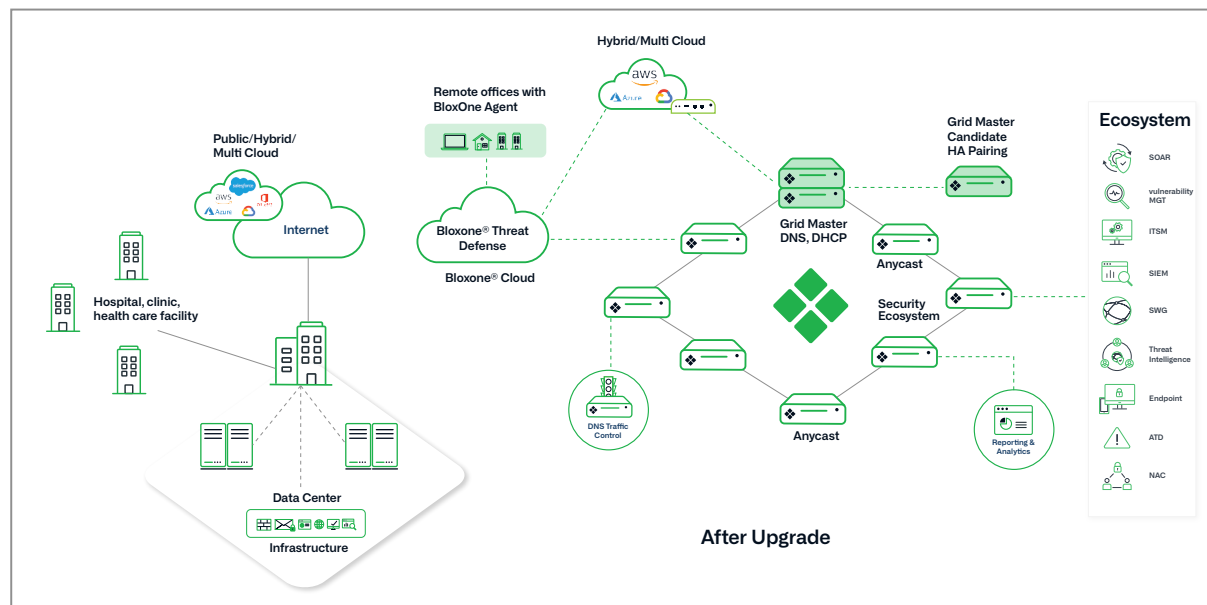 Hybrid/Multi Cloud
aws
Azure
Remote offices with
BloxOne Agent
Public/Hybrid/
Multi Cloud
salesforce
aws
Azure
Internet
Bloxone® Threat
Defense
Bloxone® Cloud
Hospital, clinic,
health care facility
Data Center
Infrastructure
Grid Master
Candidate
HA Pairing
Grid Master
DNS, DHCP
Anycast
Security
Ecosystem
Anycast
DNS Traffic
Control
Reporting &
Analytics
After Upgrade
Ecosystem
SOAR
vulnerability
MGT
ITSM
SIEM
SWG
Threat
Intelligence
Endpoint
ATD
NAC